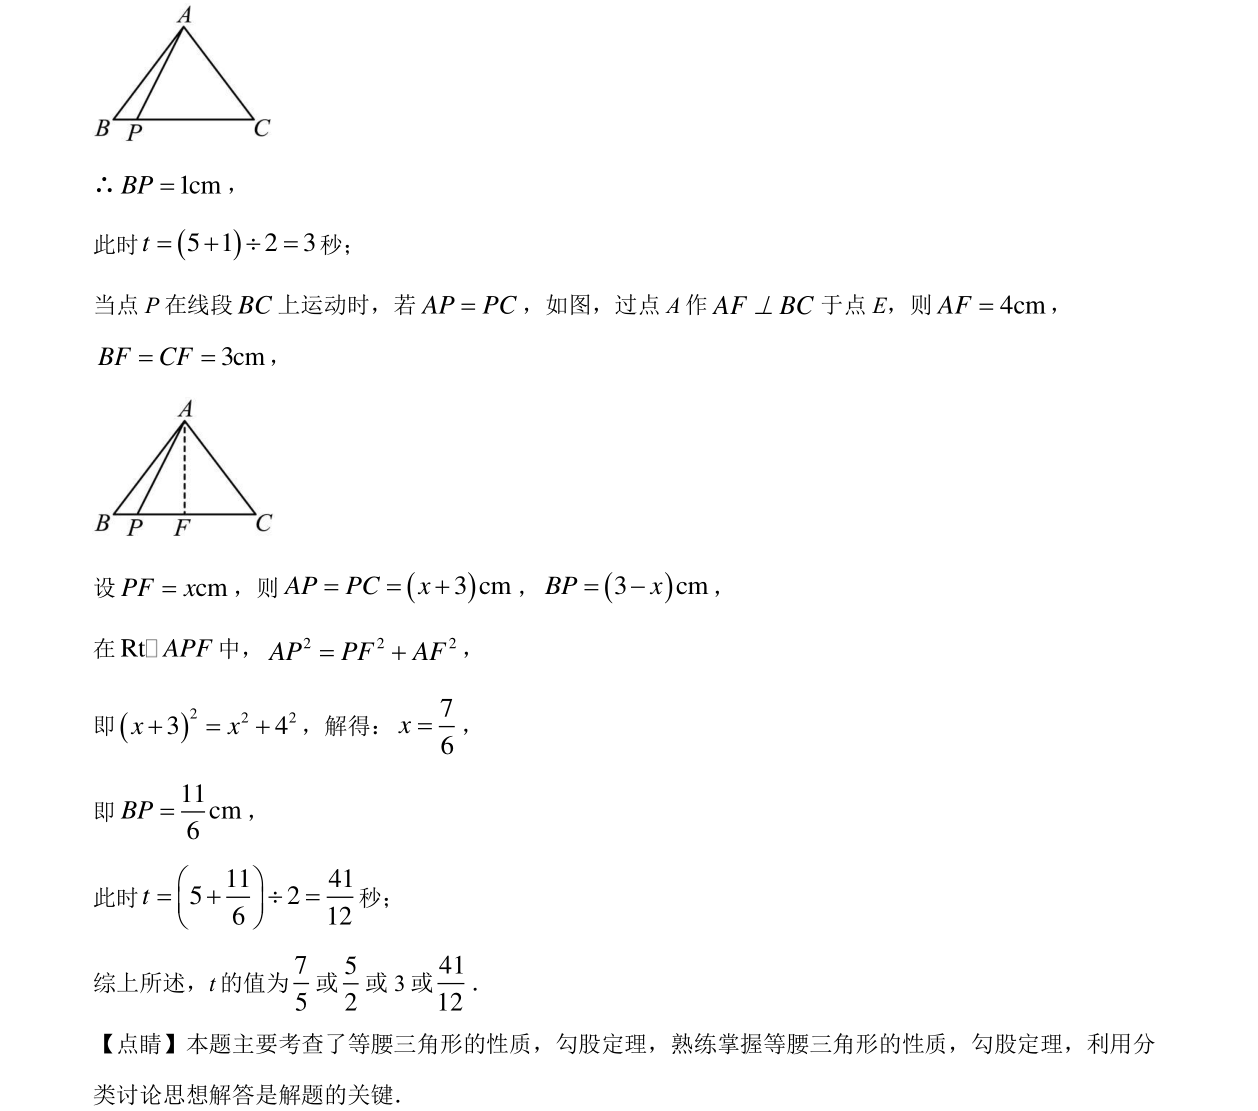 A
B P C
∴ BP = 1cm，
此时 t = (5+1)÷2 = 3 秒；
当点 P 在线段 BC 上运动时，若 AP = PC，如图，过点 A 作 AF ⊥ BC 于点 E，则 AF = 4cm，
BF = CF = 3cm，
A
B P F C
设 PF = xcm，则 AP = PC = (x+3)cm，BP = (3−x)cm，
在 Rt□ APF 中，AP² = PF² + AF²，
即 (x+3)² = x² + 4²，解得：x = 7/6，
即 BP = 11/6 cm，
此时 t = (5 + 11/6) ÷ 2 = 41/12 秒；
综上所述，t 的值为 7/5 或 5/2 或 3 或 41/12．
【点睛】本题主要考查了等腰三角形的性质，勾股定理，熟练掌握等腰三角形的性质，勾股定理，利用分
类讨论思想解答是解题的关键．